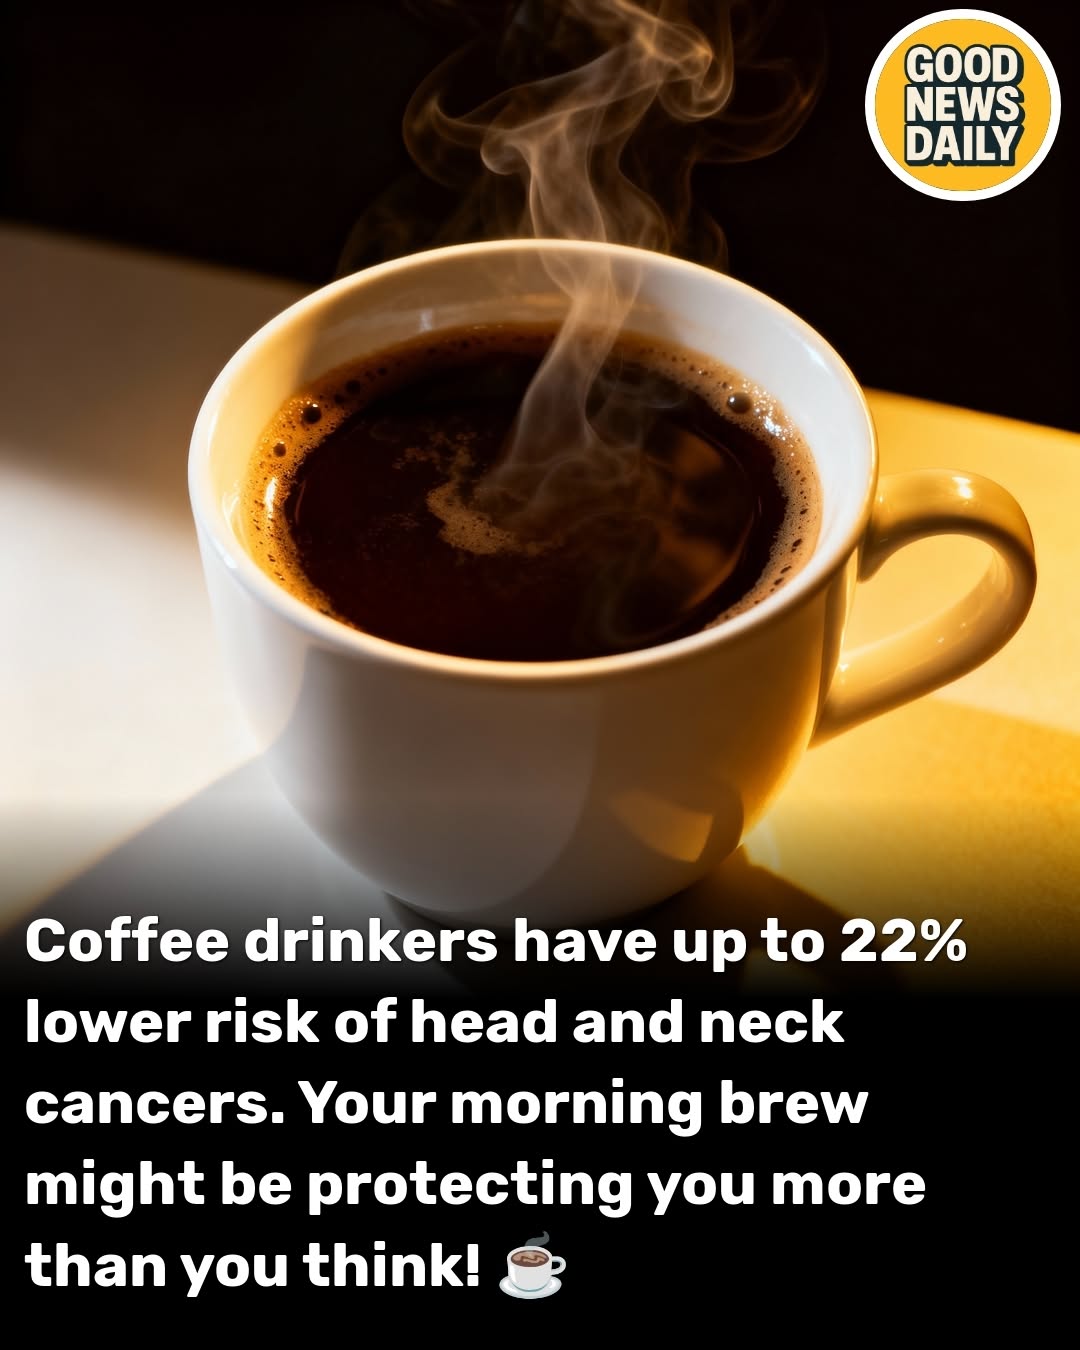 GOOD
NEWS
DAILY
Coffee drinkers have up to 22%
lower risk of head and neck
cancers. Your morning brew
might be protecting you more
than you think! ☕